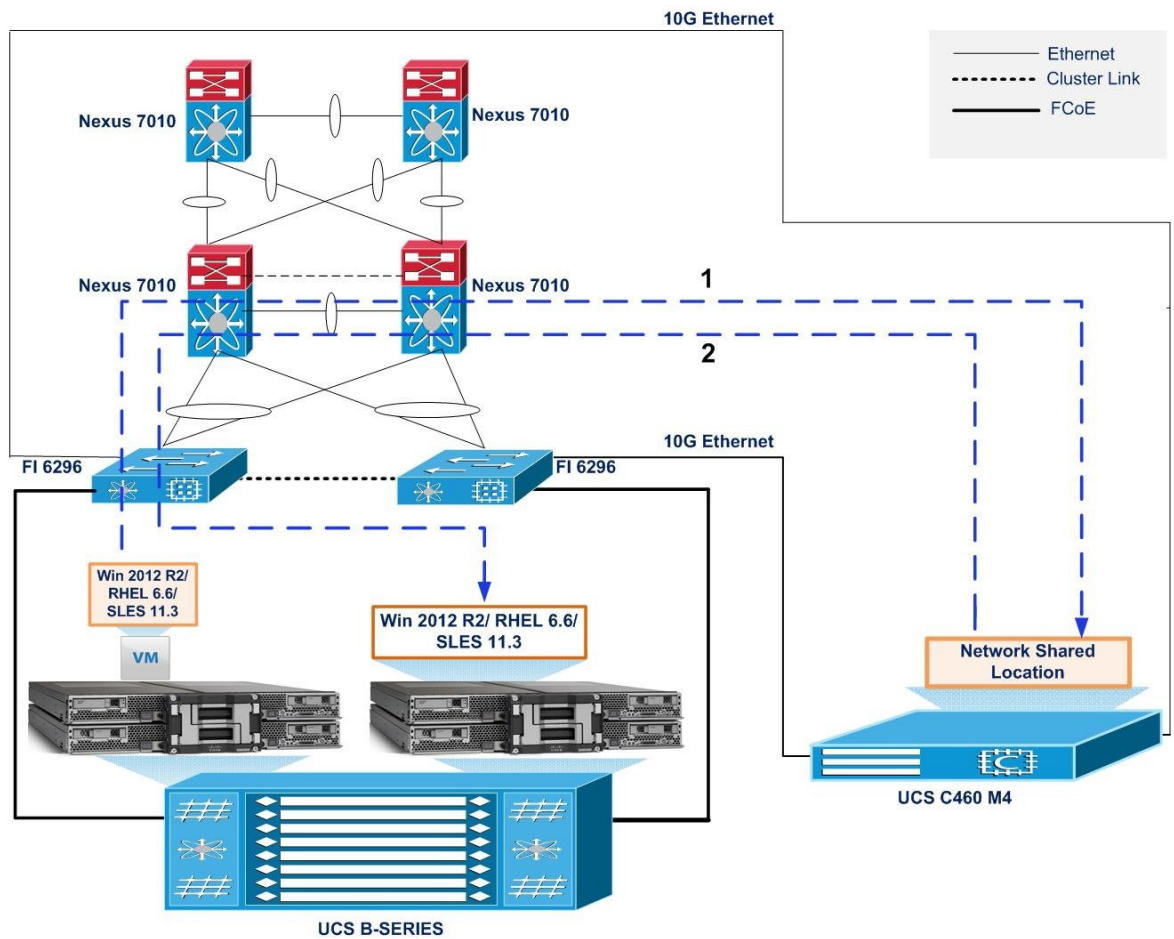 10G Ethernet
Ethernet
Cluster Link
FCoE
Nexus 7010
Nexus 7010
Nexus 7010
Nexus 7010
1
2
10G Ethernet
FI 6296
FI 6296
Win 2012 R2/
RHEL 6.6/
SLES 11.3
VM
Win 2012 R2/ RHEL 6.6/
SLES 11.3
Network Shared
Location
C
UCS C460 M4
UCS B-SERIES